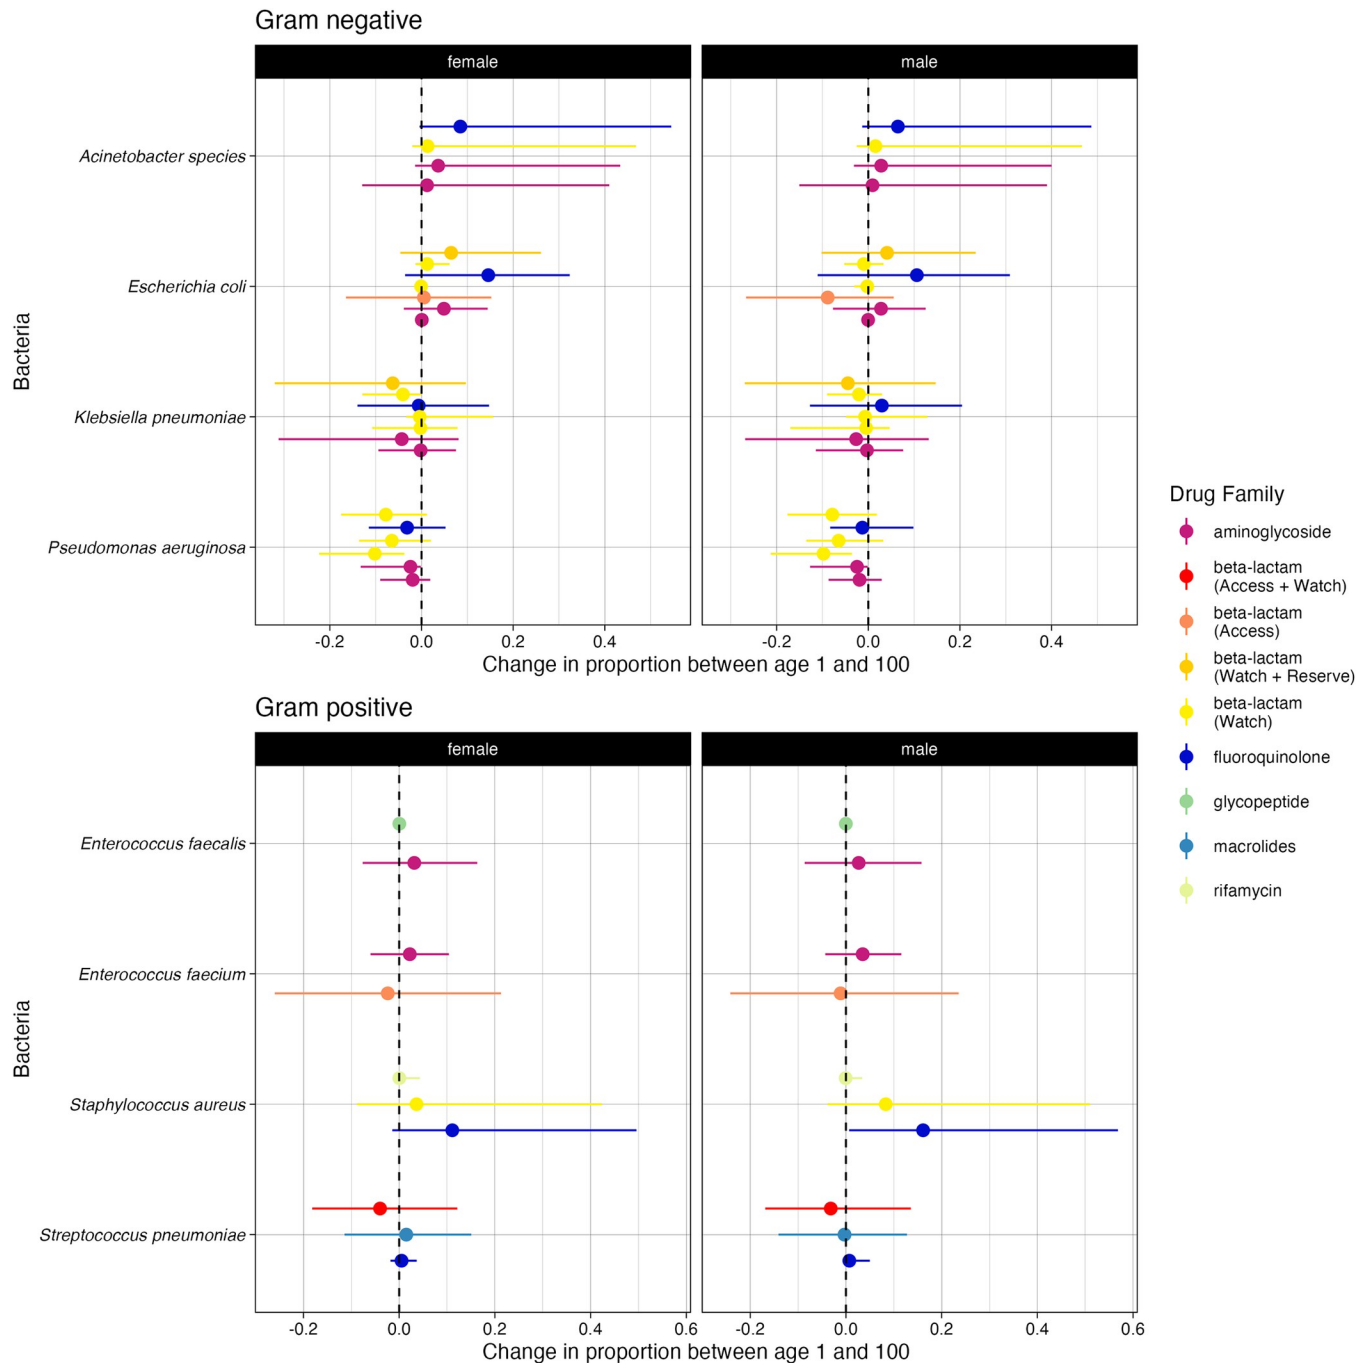 Gram negative
female
male
Acinetobacter species
Escherichia coli
Klebsiella pneumoniae
Pseudomonas aeruginosa
Bacteria
-0.2 0.0 0.2 0.4
-0.2 0.0 0.2 0.4
Change in proportion between age 1 and 100
Gram positive
female
male
Enterococcus faecalis
Enterococcus faecium
Staphylococcus aureus
Streptococcus pneumoniae
Bacteria
-0.2 0.0 0.2 0.4 0.6
-0.2 0.0 0.2 0.4 0.6
Change in proportion between age 1 and 100
Drug Family
aminoglycoside
beta-lactam
(Access + Watch)
beta-lactam
(Access)
beta-lactam
(Watch + Reserve)
beta-lactam
(Watch)
fluoroquinolone
glycopeptide
macrolides
rifamycin